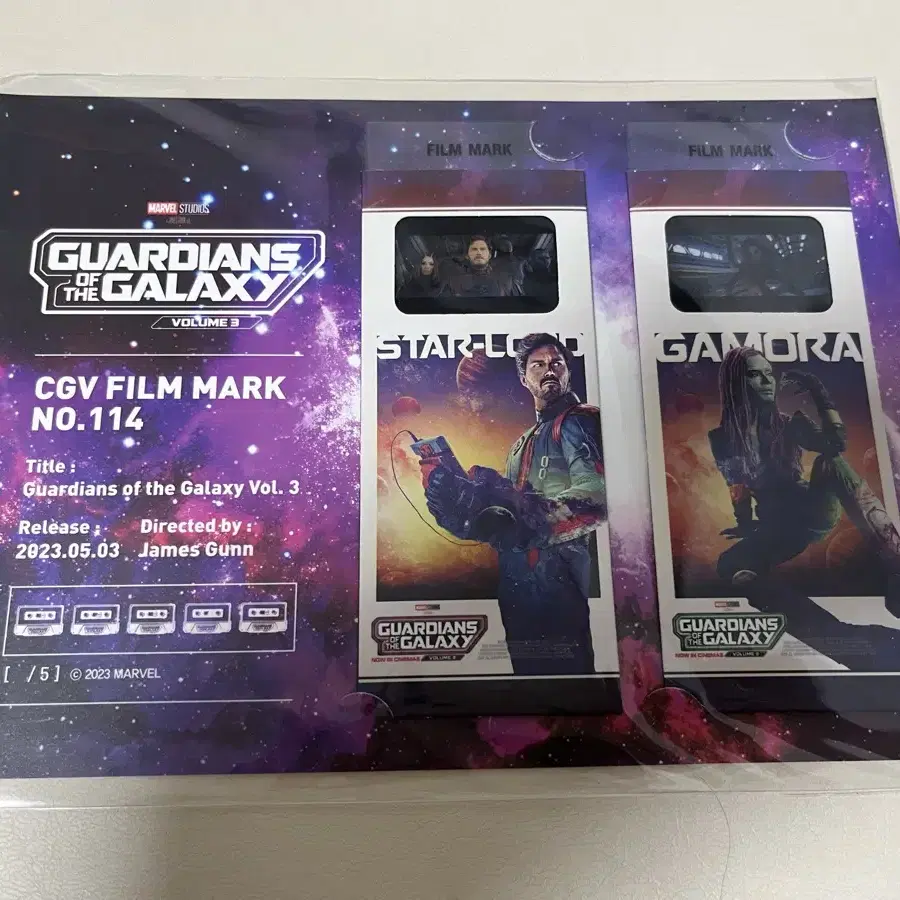 MARVEL STUDIOS
GUARDIANS
OF THE GALAXY
VOLUME 3
CGV FILM MARK
NO.114
Title :
Guardians of the Galaxy Vol. 3
Release : Directed by :
2023.05.03 James Gunn
[ /5] © 2023 MARVEL
FILM MARK
STAR-LORD
GUARDIANS
OF THE GALAXY
NOW IN CINEMAS VOLUME 3
FILM MARK
GAMORA
GUARDIANS
OF THE GALAXY
NOW IN CINEMAS VOLUME 3